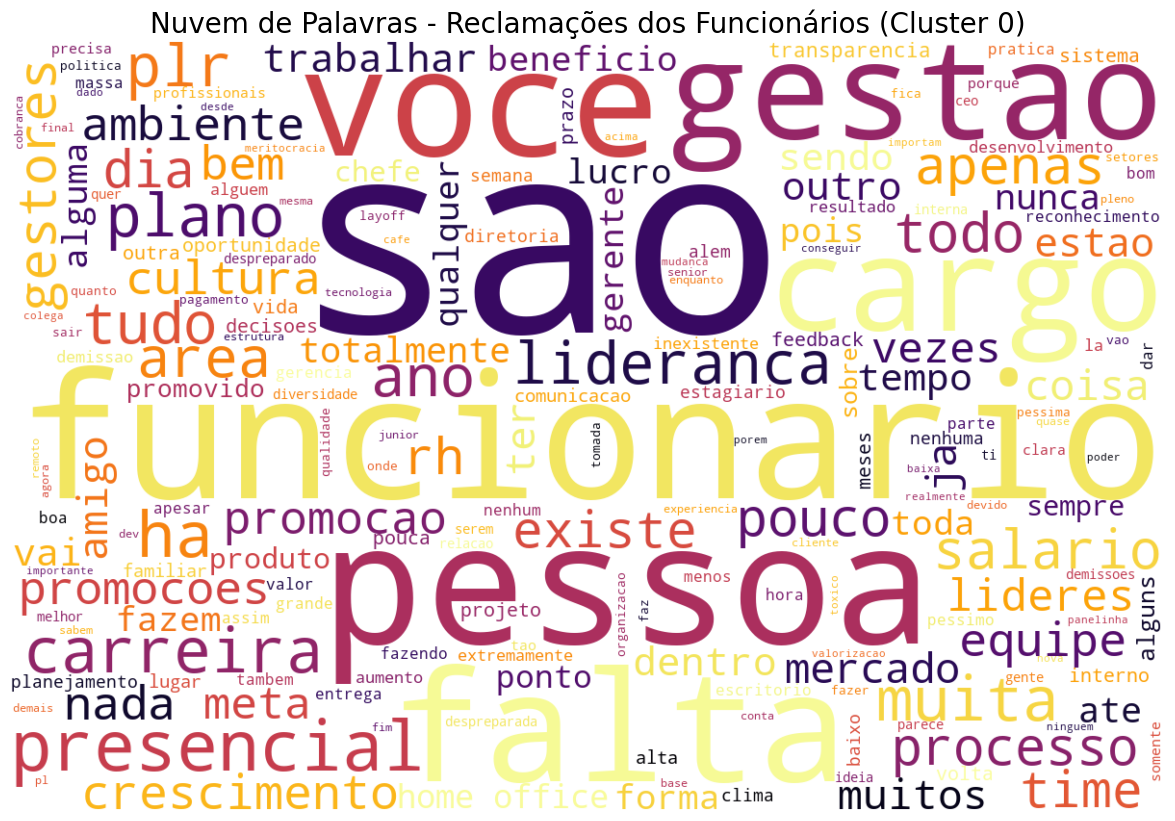 Nuvem de Palavras - Reclamações dos Funcionários (Cluster 0)
precisa
politica
massa
dado
plr
profissionais
desde
trabalhar
beneficio
voce
gestao
transparencia
pratica
sistema
fica
ceo
porque
cobranca
final
gestores
ambiente
meritocracia
prazo
acima
importam
desenvolvimento
alguma
dia
bem
chefe
semana
lucro
sendo
apenas
setores
bom
quer
alguem
mesma
qualquer
sao
gerente
outro
resultado
interna
nunca
pleno
reconhecimento
plano
layoff
cafe
diretoria
alem
pois
conseguir
todo
estao
outra
oportunidade
despreparado
cultura
mudanca
senior
enquanto
cargo
quanto
colega
sair
pagamento
vida
tecnologia
tudo
decisoes
estrutura
demissao
area
gerencia
totalmente
inexistente
feedback
vezes
la
vao
dar
promovido
diversidade
ano
lideranca
comunicacao
estagiario
sobre
tempo
coisa
funcionario
remoto
agora
amigo
qualidade
junior
onde
rh
ter
tomada
porem
meses
parte
nenhuma
ja
baixa
ti
clara
pessima
quase
poder
realmente
devido
sempre
boa
dev
apesar
ha
promocao
nenhum
pouca
serem
relacao
existe
experiencia
pouco
toda
cliente
vai
importante
familiar
produto
salario
promocoes
valor
grande
pessoa
menos
hora
toxico
lideres
demissoes
alguns
melhor
sabem
fazem
assim
projeto
tao
organizacao
faz
pessimo
panelinha
carreira
fazendo
extremamente
dentro
valorizacao
mercado
equipe
nova
gente
interno
planejamento
lugar
tambem
aumento
entrega
ponto
escritorio
fazer
muita
ate
demais
nada
meta
falta
despreparada
conta
baixo
parece
ninguem
presencial
fim
alta
processo
somente
pl
crescimento
home office
base
forma
clima
ideia
volta
muitos
time